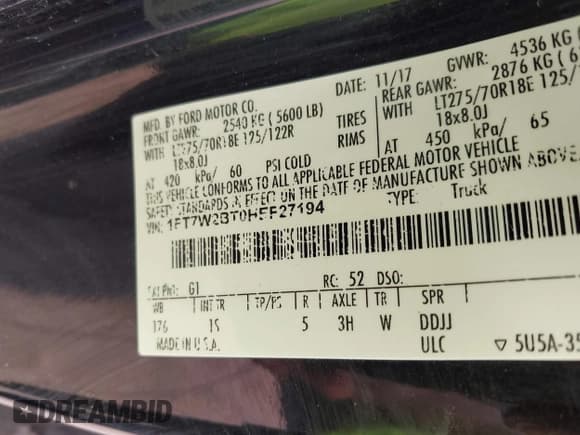 MFD. BY FORD MOTOR CO.
DATE: 11/17
GVWR: 4536 KG
FRONT GAWR: 2540 KG ( 5600 LB)
REAR GAWR: 2876 KG ( 6
WITH LT275/70R18E 125/122R TIRES
WITH LT275/70R18E 125/
18x8.0J RIMS
18x8.0J
AT 420 kPa/ 60 PSI COLD
AT 450 kPa/ 65
THIS VEHICLE CONFORMS TO ALL APPLICABLE FEDERAL MOTOR VEHICLE
SAFETY STANDARDS IN EFFECT ON THE DATE OF MANUFACTURE SHOWN ABOVE.
VIN: 1FT7W2BT0HEF27194
TYPE: Truck
EXT PNT: G1 RC: 52 DSO:
WB INT TR TP/PS R AXLE TR SPR
176 IS 5 3H W DDJJ
MADE IN U.S.A. ULC ▽ 5U5A-35
DREAMBID